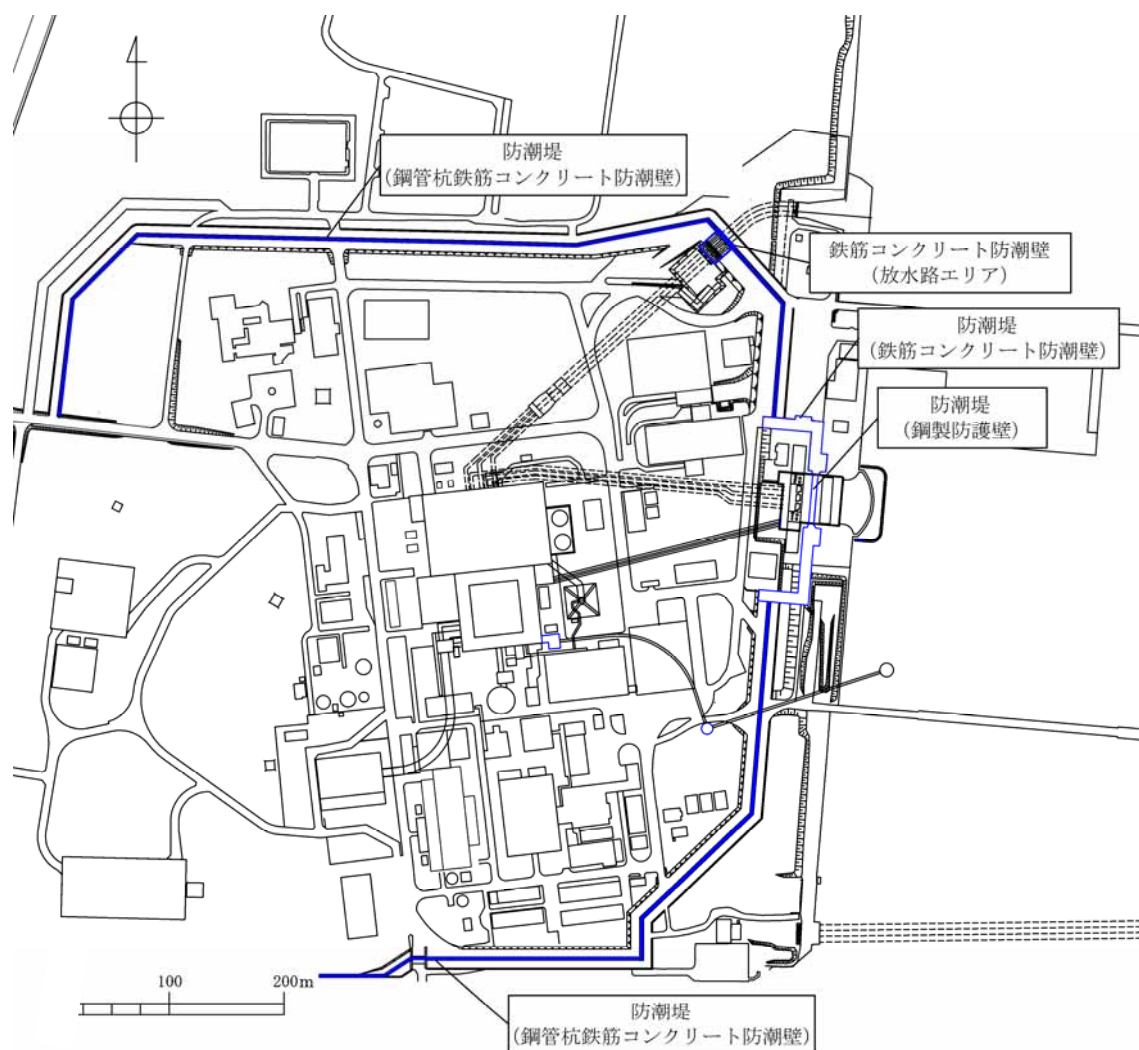 防潮堤
(鋼管杭鉄筋コンクリート防潮壁)
鉄筋コンクリート防潮壁
(放水路エリア)
防潮堤
(鉄筋コンクリート防潮壁)
防潮堤
(鋼製防護壁)
100
200m
防潮堤
(鋼管杭鉄筋コンクリート防潮壁)